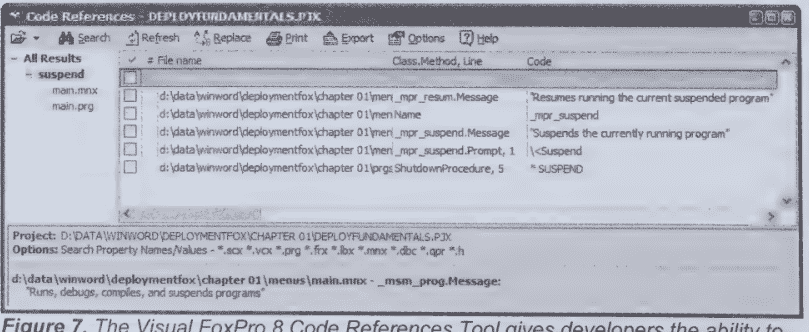 Code References - DEPLOYFUNDAMENTALS.PJX
Search Refresh Replace Print Export Options Help
All Results
suspend
main.mnx
main.prg
# File name Class.Method, Line Code
d:\data\winword\deploymentfox\chapter 01\men _mpr_resum.Message "Resumes running the current suspended program"
d:\data\winword\deploymentfox\chapter 01\men Name _mpr_suspend
d:\data\winword\deploymentfox\chapter 01\men _mpr_suspend.Message "Suspends the currently running program"
d:\data\winword\deploymentfox\chapter 01\men _mpr_suspend.Prompt, 1 \<Suspend
d:\data\winword\deploymentfox\chapter 01\prgs ShutdownProcedure, 5 * SUSPEND
Project: D:\DATA\WINWORD\DEPLOYMENTFOX\CHAPTER 01\DEPLOYFUNDAMENTALS.PJX
Options: Search Property Names/Values - *.scx *.vcx *.prg *.frx *.lbx *.mnx *.dbc *.qpr *.h
d:\data\winword\deploymentfox\chapter 01\menus\main.mnx - _msm_prog.Message:
"Runs, debugs, compiles, and suspends programs"
Figure 7. The Visual FoxPro 8 Code References Tool gives developers the ability to